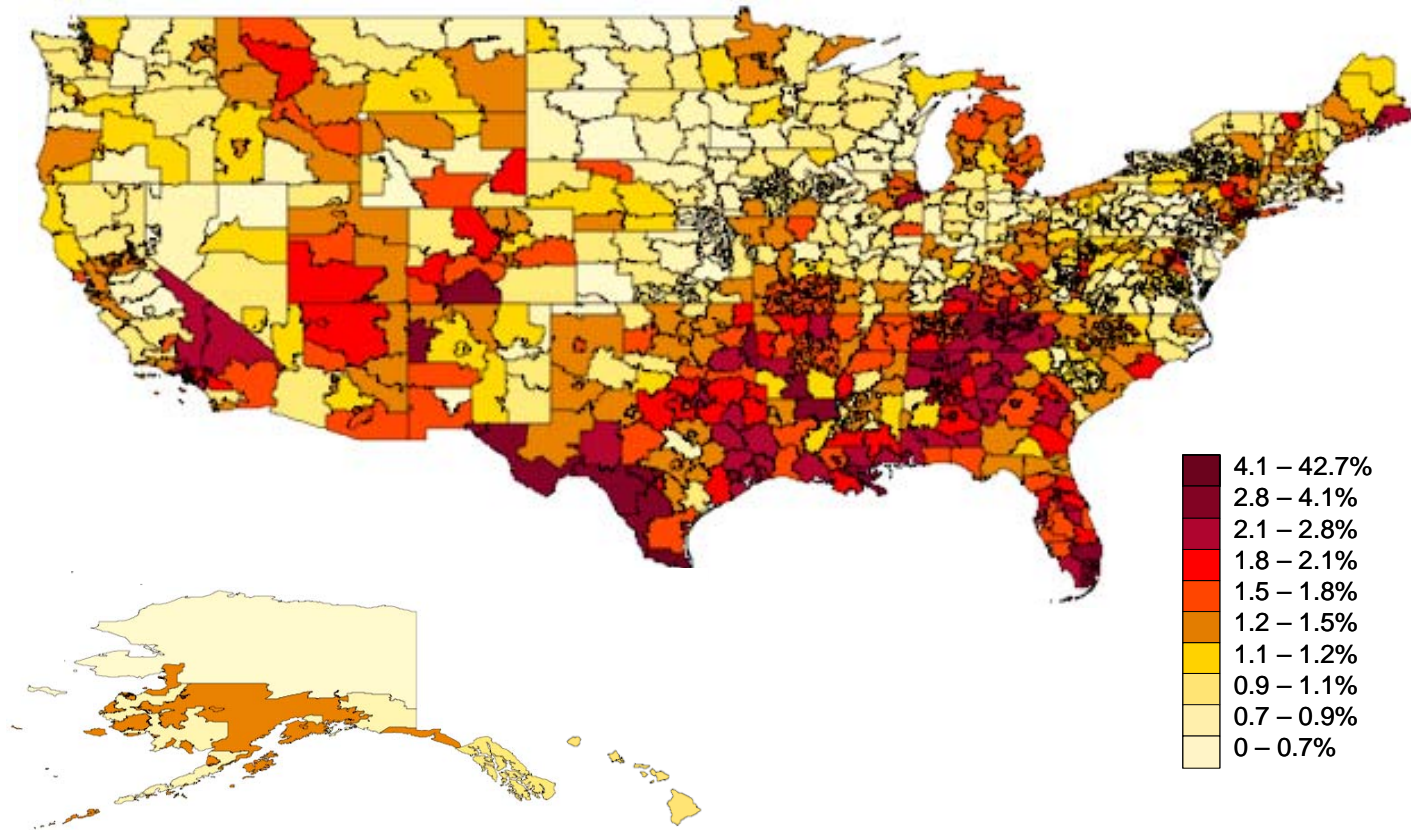 4.1 – 42.7%
2.8 – 4.1%
2.1 – 2.8%
1.8 – 2.1%
1.5 – 1.8%
1.2 – 1.5%
1.1 – 1.2%
0.9 – 1.1%
0.7 – 0.9%
0 – 0.7%